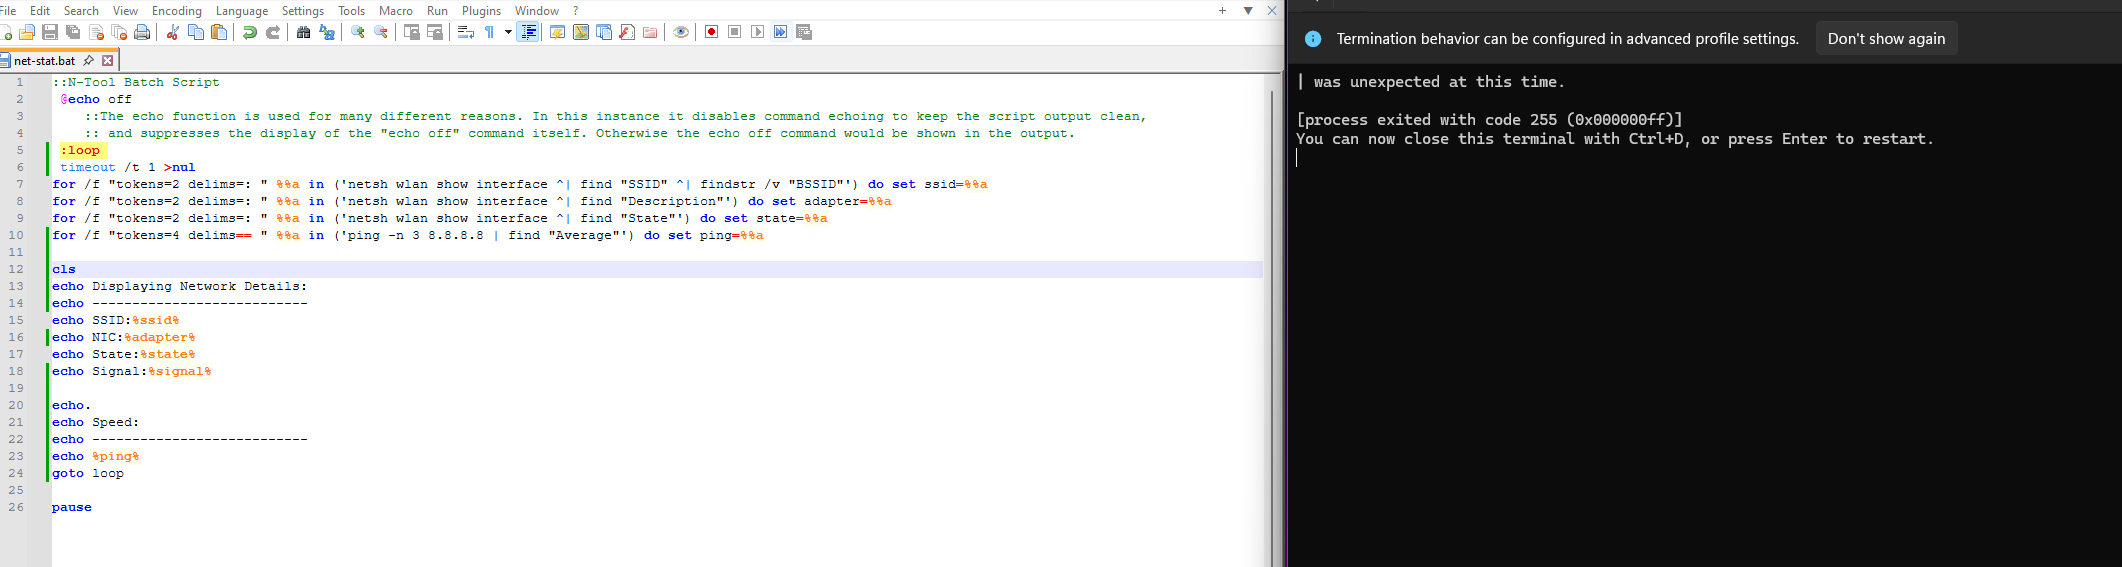 File Edit Search View Encoding Language Settings Tools Macro Run Plugins Window ? + ▼ ✕
net-stat.bat
1 ::N-Tool Batch Script
2 @echo off
3 ::The echo function is used for many different reasons. In this instance it disables command echoing to keep the script output clean,
4 :: and suppresses the display of the "echo off" command itself. Otherwise the echo off command would be shown in the output.
5 :loop
6 timeout /t 1 >nul
7 for /f "tokens=2 delims=: " %%a in ('netsh wlan show interface ^| find "SSID" ^| findstr /v "BSSID"') do set ssid=%%a
8 for /f "tokens=2 delims=: " %%a in ('netsh wlan show interface ^| find "Description"') do set adapter=%%a
9 for /f "tokens=2 delims=: " %%a in ('netsh wlan show interface ^| find "State"') do set state=%%a
10 for /f "tokens=4 delims== " %%a in ('ping -n 3 8.8.8.8 | find "Average"') do set ping=%%a
11
12 cls
13 echo Displaying Network Details:
14 echo ---------------------------
15 echo SSID:%ssid%
16 echo NIC:%adapter%
17 echo State:%state%
18 echo Signal:%signal%
19
20 echo.
21 echo Speed:
22 echo ---------------------------
23 echo %ping%
24 goto loop
25
26 pause
Termination behavior can be configured in advanced profile settings. Don't show again
| was unexpected at this time.
[process exited with code 255 (0x000000ff)]
You can now close this terminal with Ctrl+D, or press Enter to restart.